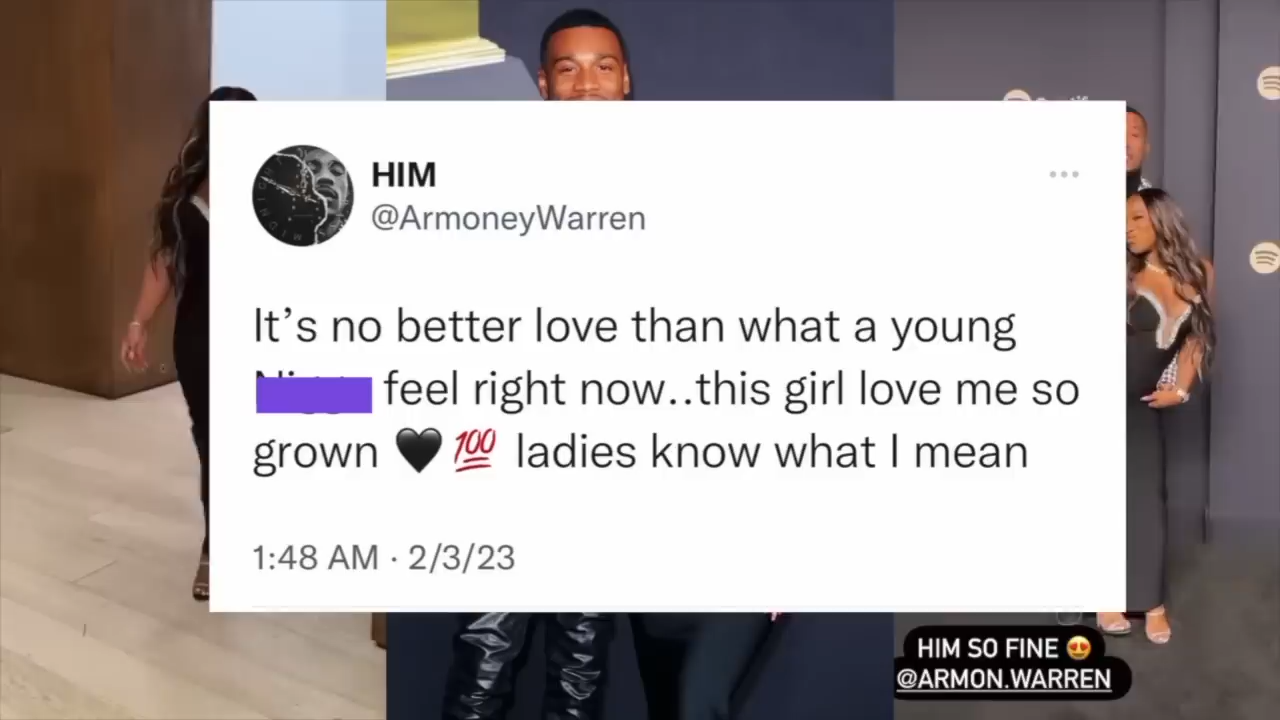 HIM
@ArmoneyWarren
It’s no better love than what a young
feel right now..this girl love me so
grown 🖤 💯 ladies know what I mean
1:48 AM · 2/3/23
HIM SO FINE 😍
@ARMON.WARREN